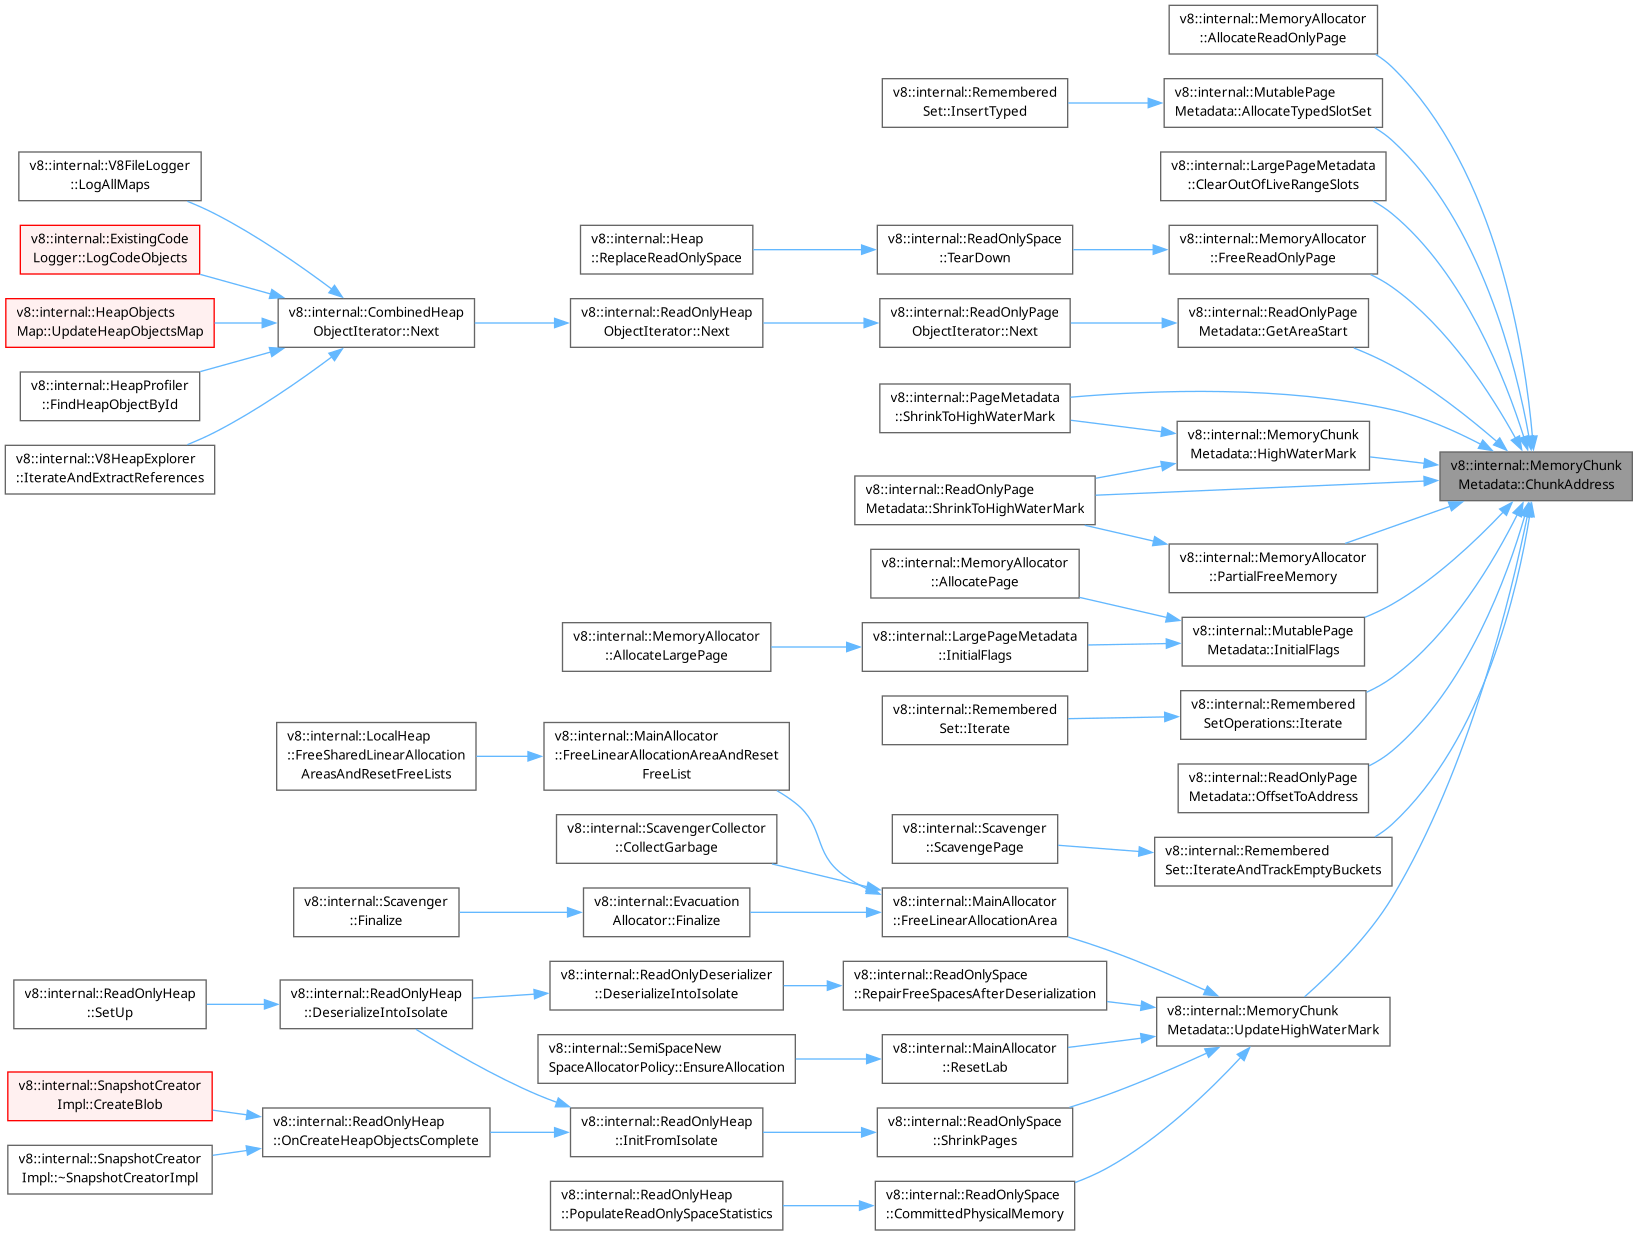 v8::internal::MemoryAllocator
::AllocateReadOnlyPage
v8::internal::Remembered
Set::InsertTyped
v8::internal::MutablePage
Metadata::AllocateTypedSlotSet
v8::internal::V8FileLogger
::LogAllMaps
v8::internal::LargePageMetadata
::ClearOutOfLiveRangeSlots
v8::internal::ExistingCode
Logger::LogCodeObjects
v8::internal::Heap
::ReplaceReadOnlySpace
v8::internal::ReadOnlySpace
::TearDown
v8::internal::MemoryAllocator
::FreeReadOnlyPage
v8::internal::HeapObjects
Map::UpdateHeapObjectsMap
v8::internal::CombinedHeap
ObjectIterator::Next
v8::internal::ReadOnlyHeap
ObjectIterator::Next
v8::internal::ReadOnlyPage
ObjectIterator::Next
v8::internal::ReadOnlyPage
Metadata::GetAreaStart
v8::internal::HeapProfiler
::FindHeapObjectById
v8::internal::PageMetadata
::ShrinkToHighWaterMark
v8::internal::V8HeapExplorer
::IterateAndExtractReferences
v8::internal::MemoryChunk
Metadata::HighWaterMark
v8::internal::MemoryChunk
Metadata::ChunkAddress
v8::internal::ReadOnlyPage
Metadata::ShrinkToHighWaterMark
v8::internal::MemoryAllocator
::PartialFreeMemory
v8::internal::MemoryAllocator
::AllocatePage
v8::internal::MemoryAllocator
::AllocateLargePage
v8::internal::LargePageMetadata
::InitialFlags
v8::internal::MutablePage
Metadata::InitialFlags
v8::internal::Remembered
Set::Iterate
v8::internal::Remembered
SetOperations::Iterate
v8::internal::LocalHeap
::FreeSharedLinearAllocation
AreasAndResetFreeLists
v8::internal::MainAllocator
::FreeLinearAllocationAreaAndReset
FreeList
v8::internal::ReadOnlyPage
Metadata::OffsetToAddress
v8::internal::ScavengerCollector
::CollectGarbage
v8::internal::Scavenger
::ScavengePage
v8::internal::Remembered
Set::IterateAndTrackEmptyBuckets
v8::internal::Scavenger
::Finalize
v8::internal::Evacuation
Allocator::Finalize
v8::internal::MainAllocator
::FreeLinearAllocationArea
v8::internal::ReadOnlyHeap
::SetUp
v8::internal::ReadOnlyHeap
::DeserializeIntoIsolate
v8::internal::ReadOnlyDeserializer
::DeserializeIntoIsolate
v8::internal::ReadOnlySpace
::RepairFreeSpacesAfterDeserialization
v8::internal::MemoryChunk
Metadata::UpdateHighWaterMark
v8::internal::SemiSpaceNew
SpaceAllocatorPolicy::EnsureAllocation
v8::internal::MainAllocator
::ResetLab
v8::internal::SnapshotCreator
Impl::CreateBlob
v8::internal::ReadOnlyHeap
::OnCreateHeapObjectsComplete
v8::internal::ReadOnlyHeap
::InitFromIsolate
v8::internal::ReadOnlySpace
::ShrinkPages
v8::internal::SnapshotCreator
Impl::~SnapshotCreatorImpl
v8::internal::ReadOnlyHeap
::PopulateReadOnlySpaceStatistics
v8::internal::ReadOnlySpace
::CommittedPhysicalMemory